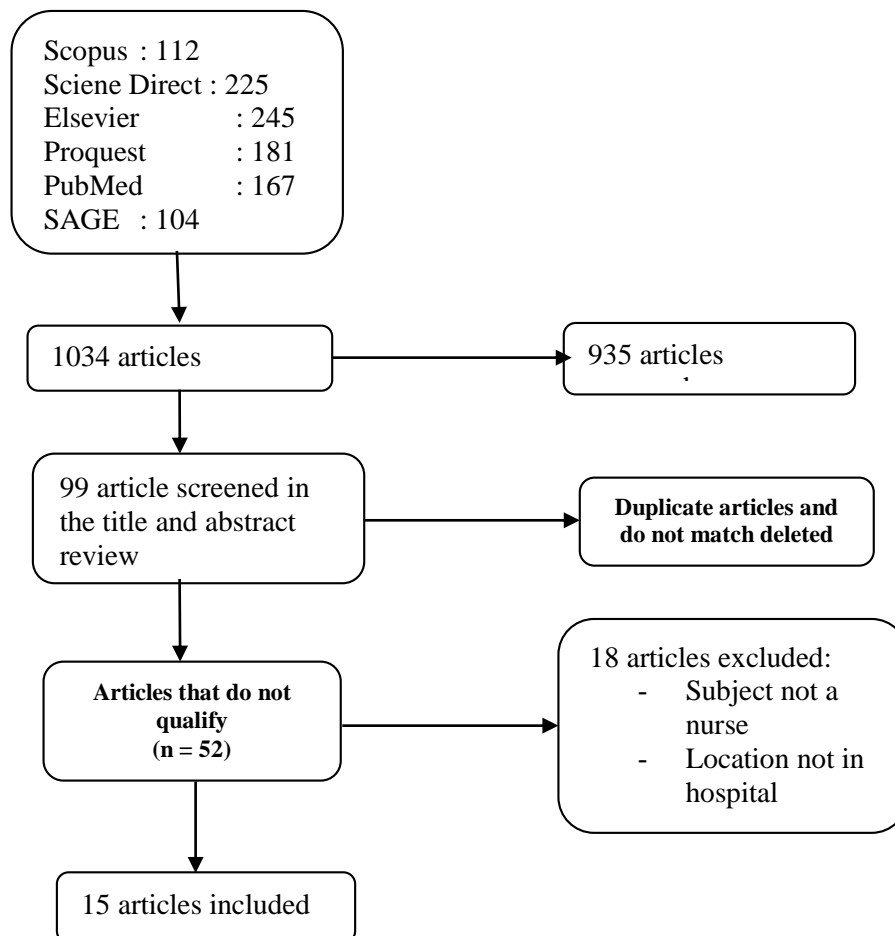 Scopus : 112
Sciene Direct : 225
Elsevier : 245
Proquest : 181
PubMed : 167
SAGE : 104
1034 articles
935 articles
99 article screened in
the title and abstract
review
Duplicate articles and
do not match deleted
Articles that do not
qualify
(n = 52)
18 articles excluded:
- Subject not a
nurse
- Location not in
hospital
15 articles included